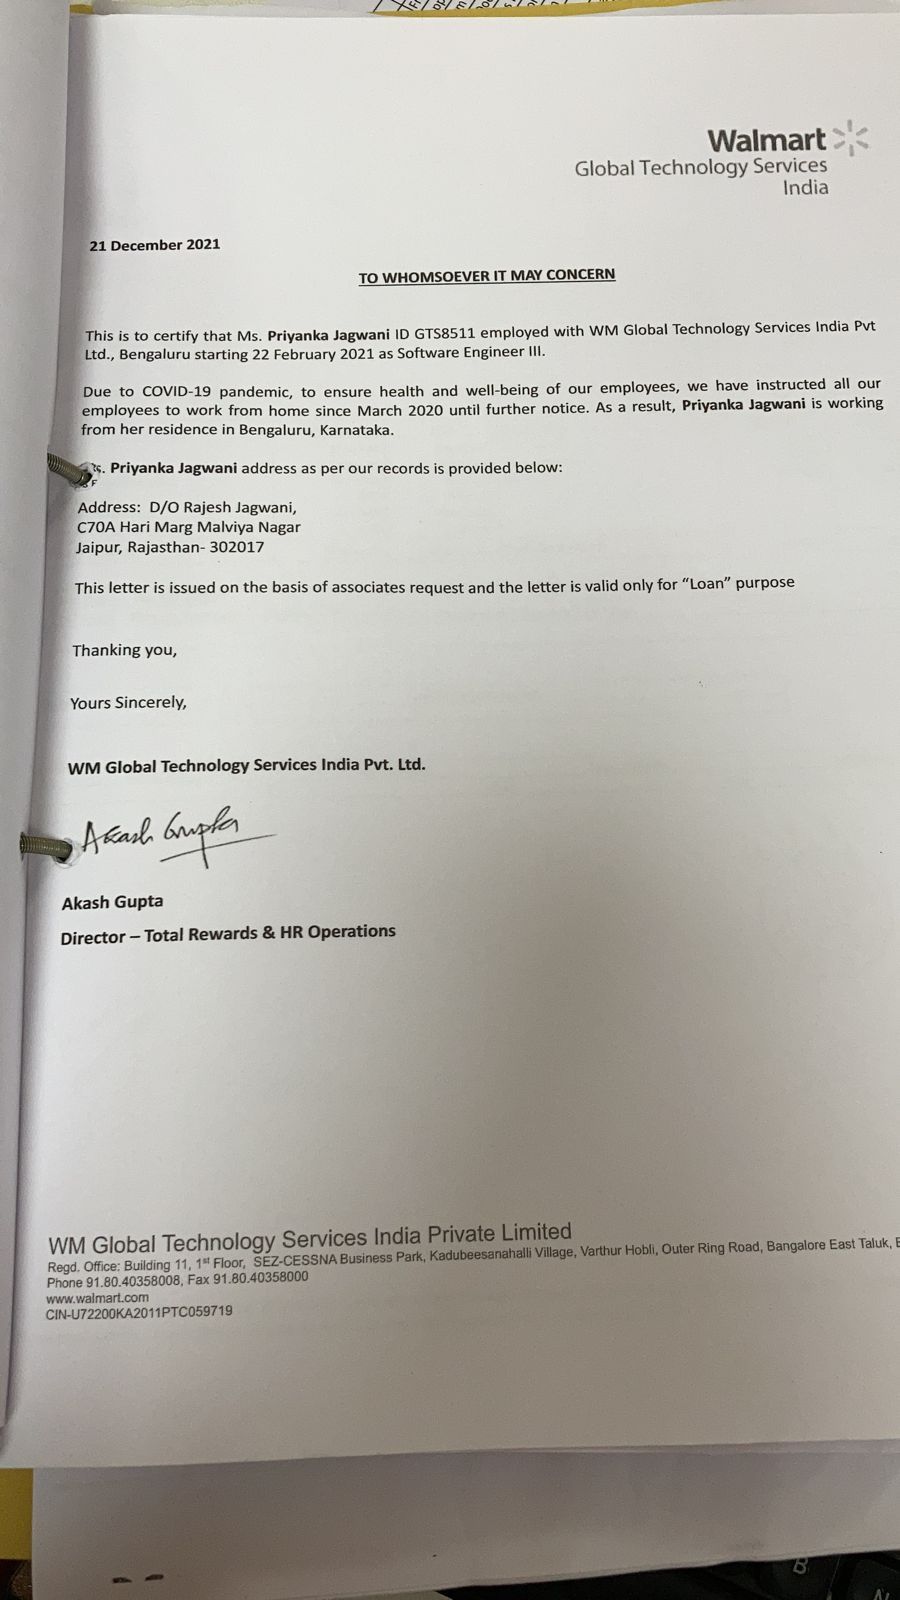 Walmart
Global Technology Services
India
21 December 2021
TO WHOMSOEVER IT MAY CONCERN
This is to certify that Ms. Priyanka Jagwani ID GTS8511 employed with WM Global Technology Services India Pvt
Ltd., Bengaluru starting 22 February 2021 as Software Engineer III.
Due to COVID-19 pandemic, to ensure health and well-being of our employees, we have instructed all our
employees to work from home since March 2020 until further notice. As a result, Priyanka Jagwani is working
from her residence in Bengaluru, Karnataka.
Priyanka Jagwani address as per our records is provided below:
Address: D/O Rajesh Jagwani,
C70A Hari Marg Malviya Nagar
Jaipur, Rajasthan- 302017
This letter is issued on the basis of associates request and the letter is valid only for “Loan” purpose
Thanking you,
Yours Sincerely,
WM Global Technology Services India Pvt. Ltd.
Akash Gupta
Akash Gupta
Director – Total Rewards & HR Operations
WM Global Technology Services India Private Limited
Regd. Office: Building 11, 1st Floor, SEZ-CESSNA Business Park, Kadubeesanahalli Village, Varthur Hobli, Outer Ring Road, Bangalore East Taluk,
Phone 91.80.40358008, Fax 91.80.40358000
www.walmart.com
CIN-U72200KA2011PTC059719